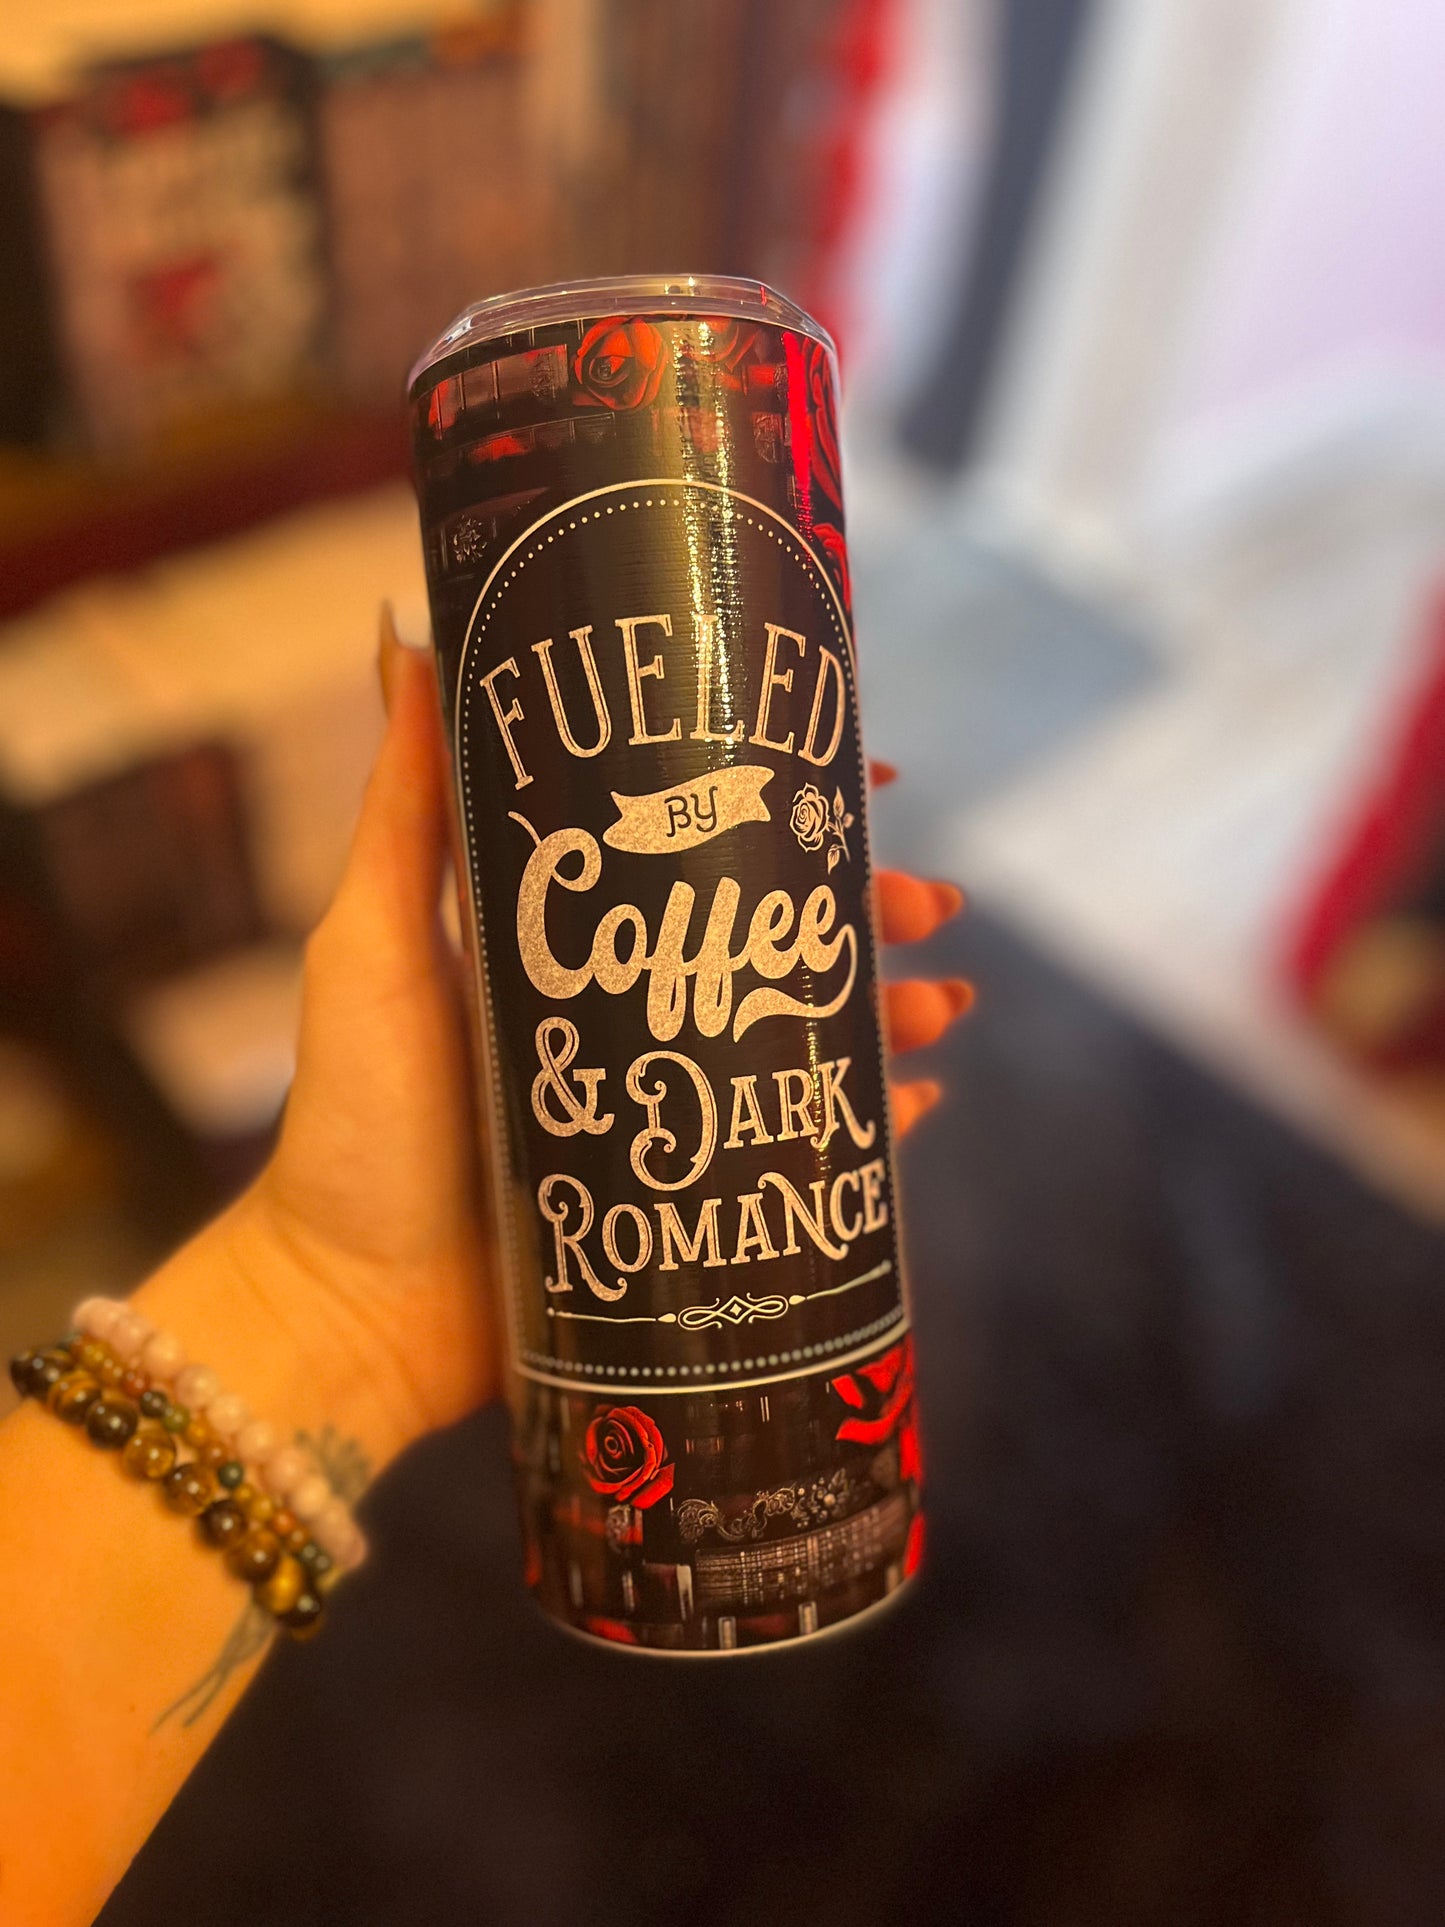 FUELED
BY
Coffee
& DARK
ROMANCE